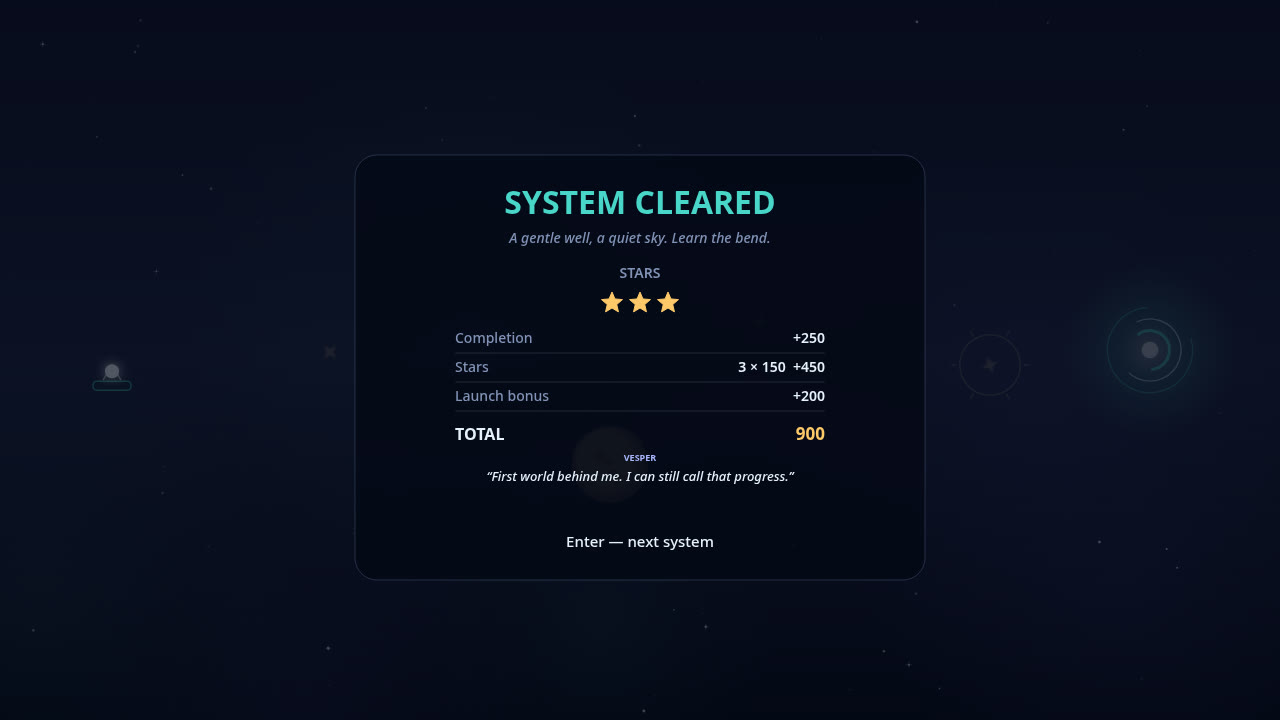 SYSTEM CLEARED
A gentle well, a quiet sky. Learn the bend.
STARS
Completion +250
Stars 3 × 150 +450
Launch bonus +200
TOTAL 900
VESPER
“First world behind me. I can still call that progress.”
Enter — next system